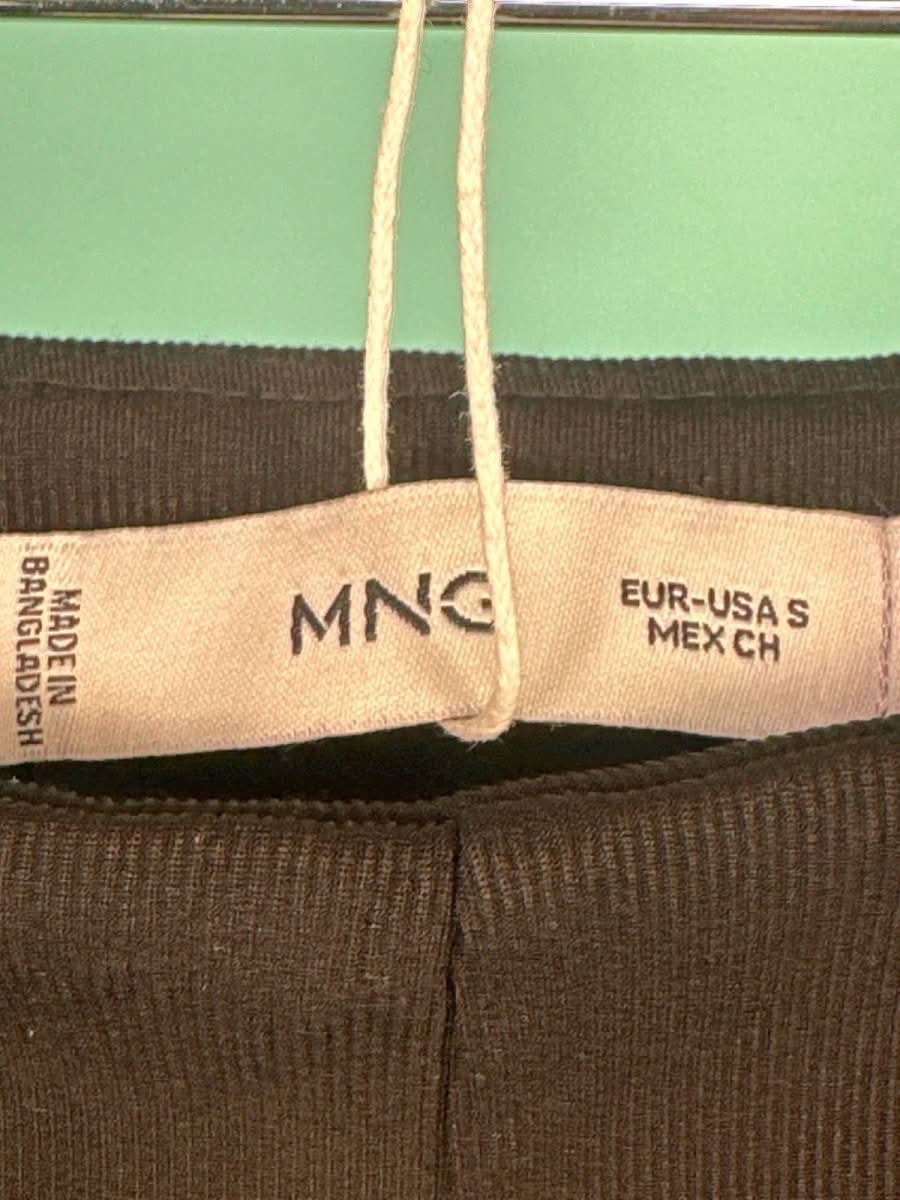 MADE IN
BANGLADESH
MNG
EUR-USA S
MEX CH